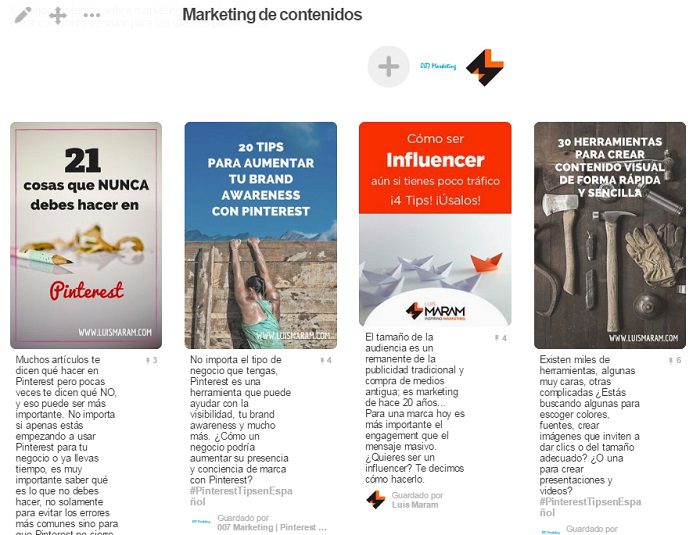 Marketing de contenidos
007 Marketing
21
cosas que NUNCA
debes hacer en
Pinterest
WWW.LUISMARAM.COM
Muchos artículos te
dicen qué hacer en
Pinterest pero pocas
veces te dicen qué NO,
y eso puede ser más
importante. No importa
si apenas estás
empezando a usar
Pinterest para tu
negocio o ya llevas
tiempo, es muy
importante saber qué
es lo que no debes
hacer, no solamente
para evitar los errores
más comunes sino para
que Pinterest no cierre
3
20 TIPS
PARA AUMENTAR
TU BRAND
AWARENESS
CON PINTEREST
WWW.LUISMARAM.COM
No importa el tipo de
negocio que tengas,
Pinterest es una
herramienta que puede
ayudar con la
visibilidad, tu brand
awareness y mucho
más. ¿Cómo un
negocio podría
aumentar su presencia
y conciencia de marca
con Pinterest?
#PinterestTipsenEspa
ñol
4
007 Marketing
Guardado por
007 Marketing | Pinterest ...
Cómo ser
Influencer
aún si tienes poco tráfico
¡4 Tips! ¡Úsalos!
LUIS
MARAM
INSPIRING MARKETING
El tamaño de la
audiencia es un
remanente de la
publicidad tradicional y
compra de medios
antigua; es marketing
de hace 20 años...
Para una marca hoy es
más importante el
engagement que el
mensaje masivo.
¿Quieres ser un
influencer? Te decimos
cómo hacerlo.
4
Guardado por
Luis Maram
30 HERRAMIENTAS
PARA CREAR
CONTENIDO VISUAL
DE FORMA RÁPIDA
Y SENCILLA
WWW.LUISMARAM.COM
Existen miles de
herramientas, algunas
muy caras, otras
complicadas ¿Estás
buscando algunas para
escoger colores,
fuentes, crear
imágenes que inviten a
dar clics o del tamaño
adecuado? ¿O una
para crear
presentaciones y
videos?
#PinterestTipsenEspa
ñol
6
007 Marketing
Guardado por